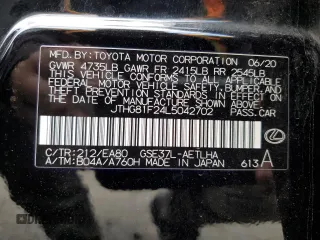 MFD.BY:TOYOTA MOTOR CORPORATION 06/20
GVWR 4735LB GAWR FR 2415LB RR 2545LB
THIS VEHICLE CONFORMS TO ALL APPLICABLE
FEDERAL MOTOR VEHICLE SAFETY, BUMPER, AND
THEFT PREVENTION STANDARDS IN EFFECT ON
THE DATE OF MANUFACTURE SHOWN ABOVE.
JTHGB1F24L5042702 PASS.CAR
C/TR:212/EA80 GSE37L-AETLHA
A/TM:B04A/A760H MADE IN JAPAN 613 A